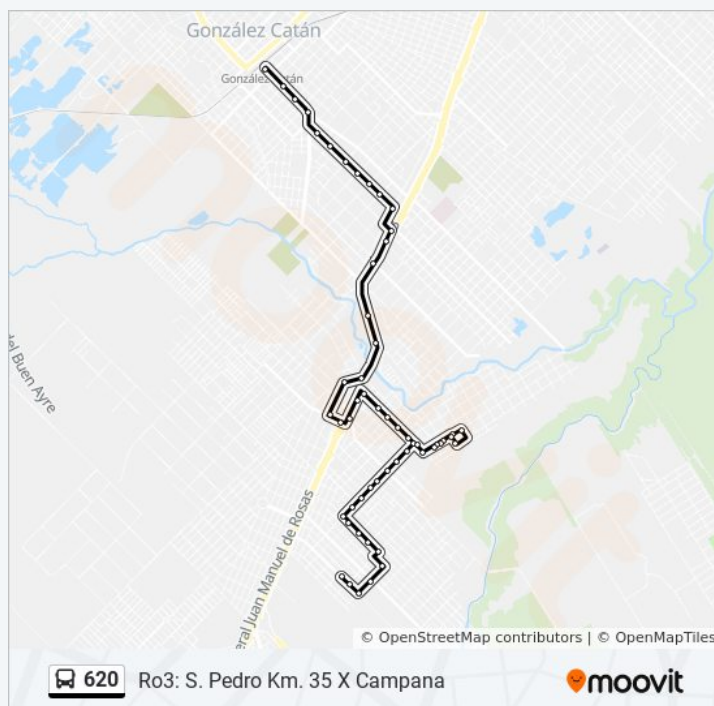 González Catán
González Catán
del Buen Ayre
eral Juan Manuel de Rosas
© OpenStreetMap contributors | © OpenMapTiles
620 Ro3: S. Pedro Km. 35 X Campana
moovit